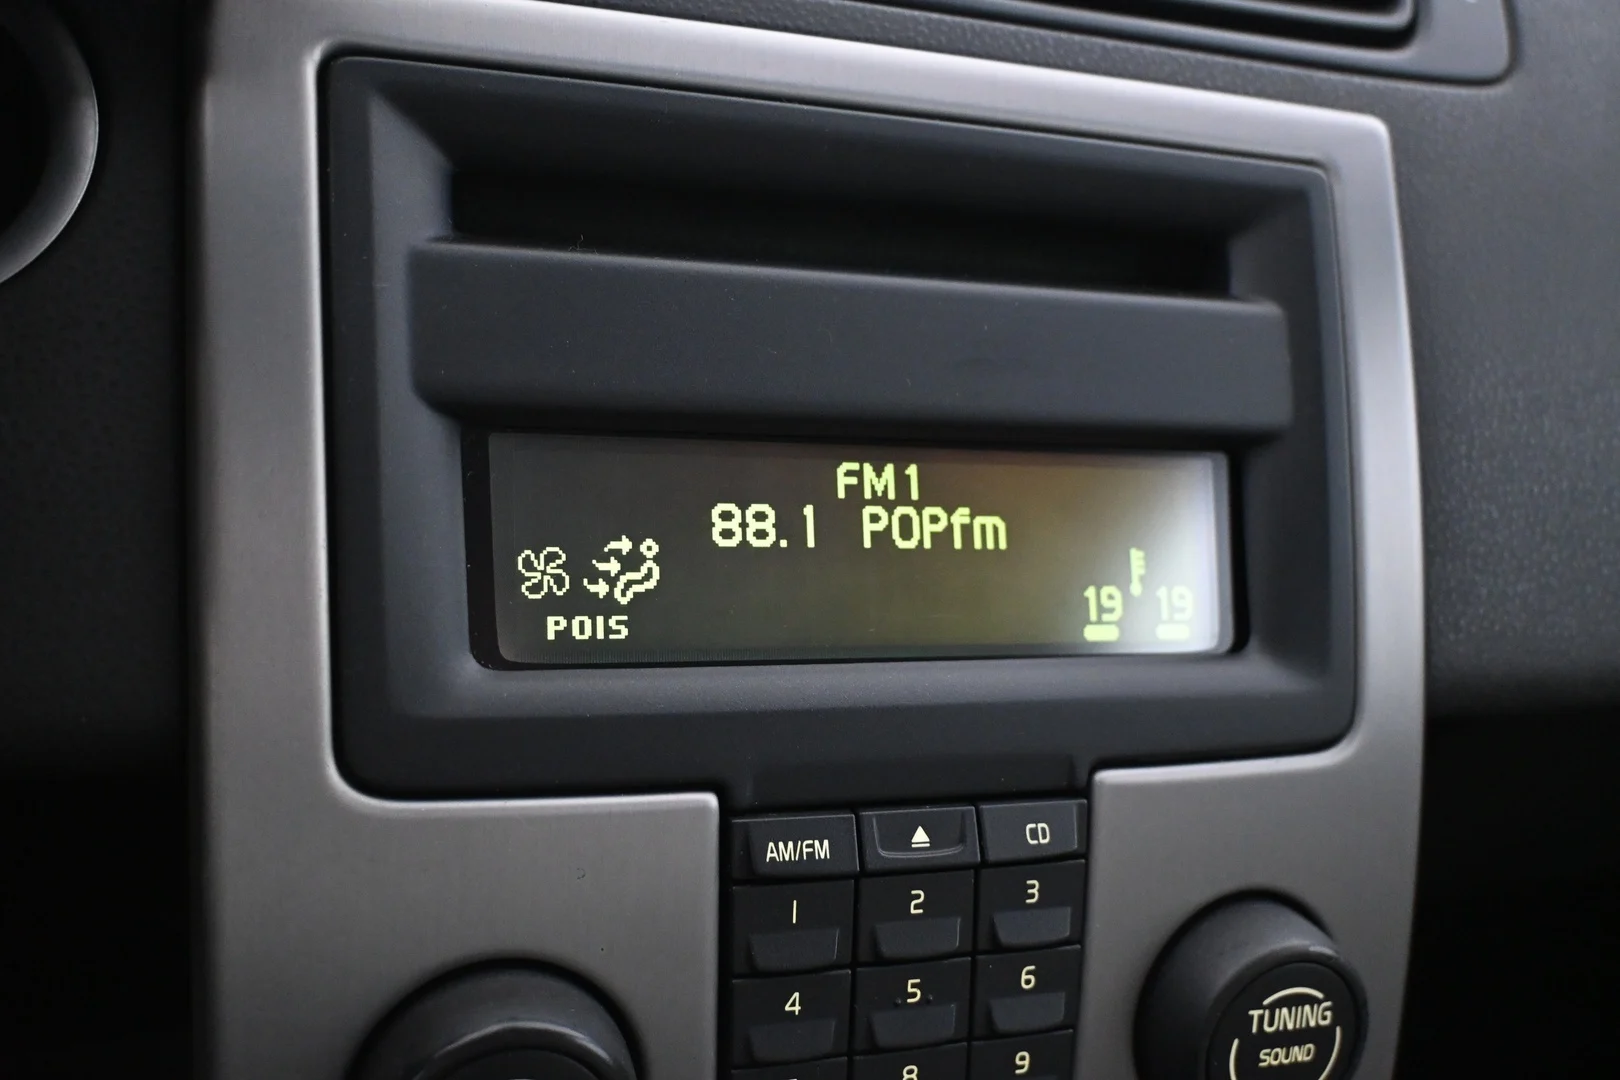 FM1
88.1 POPfm
POIS
19 19
AM/FM CD
1 2 3
4 5 6
8 9
TUNING
SOUND